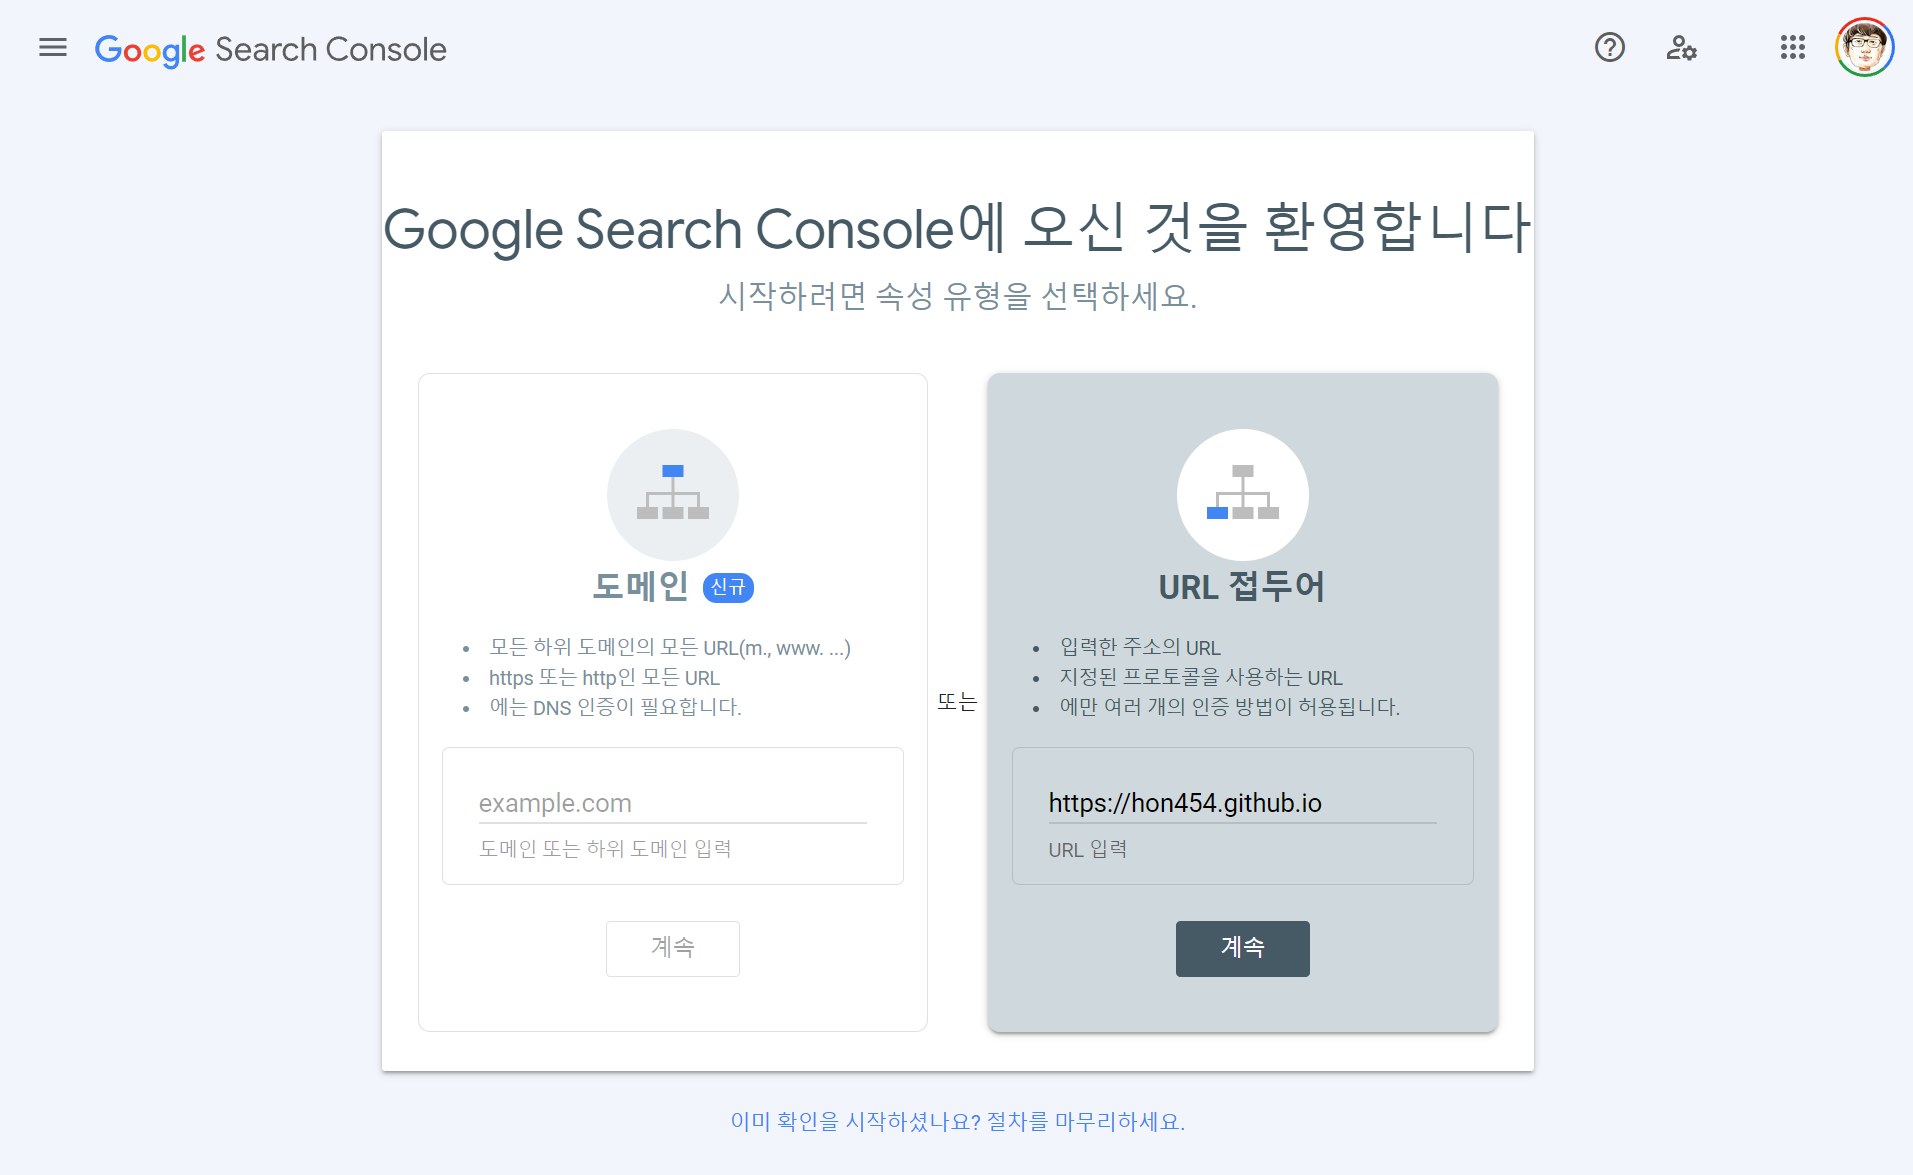 Google Search Console
Google Search Console에 오신 것을 환영합니다
시작하려면 속성 유형을 선택하세요.
도메인 신규
모든 하위 도메인의 모든 URL(m., www. ...)
https 또는 http인 모든 URL
에는 DNS 인증이 필요합니다.
example.com
도메인 또는 하위 도메인 입력
계속
또는
URL 접두어
입력한 주소의 URL
지정된 프로토콜을 사용하는 URL
에만 여러 개의 인증 방법이 허용됩니다.
https://hon454.github.io
URL 입력
계속
이미 확인을 시작하셨나요? 절차를 마무리하세요.